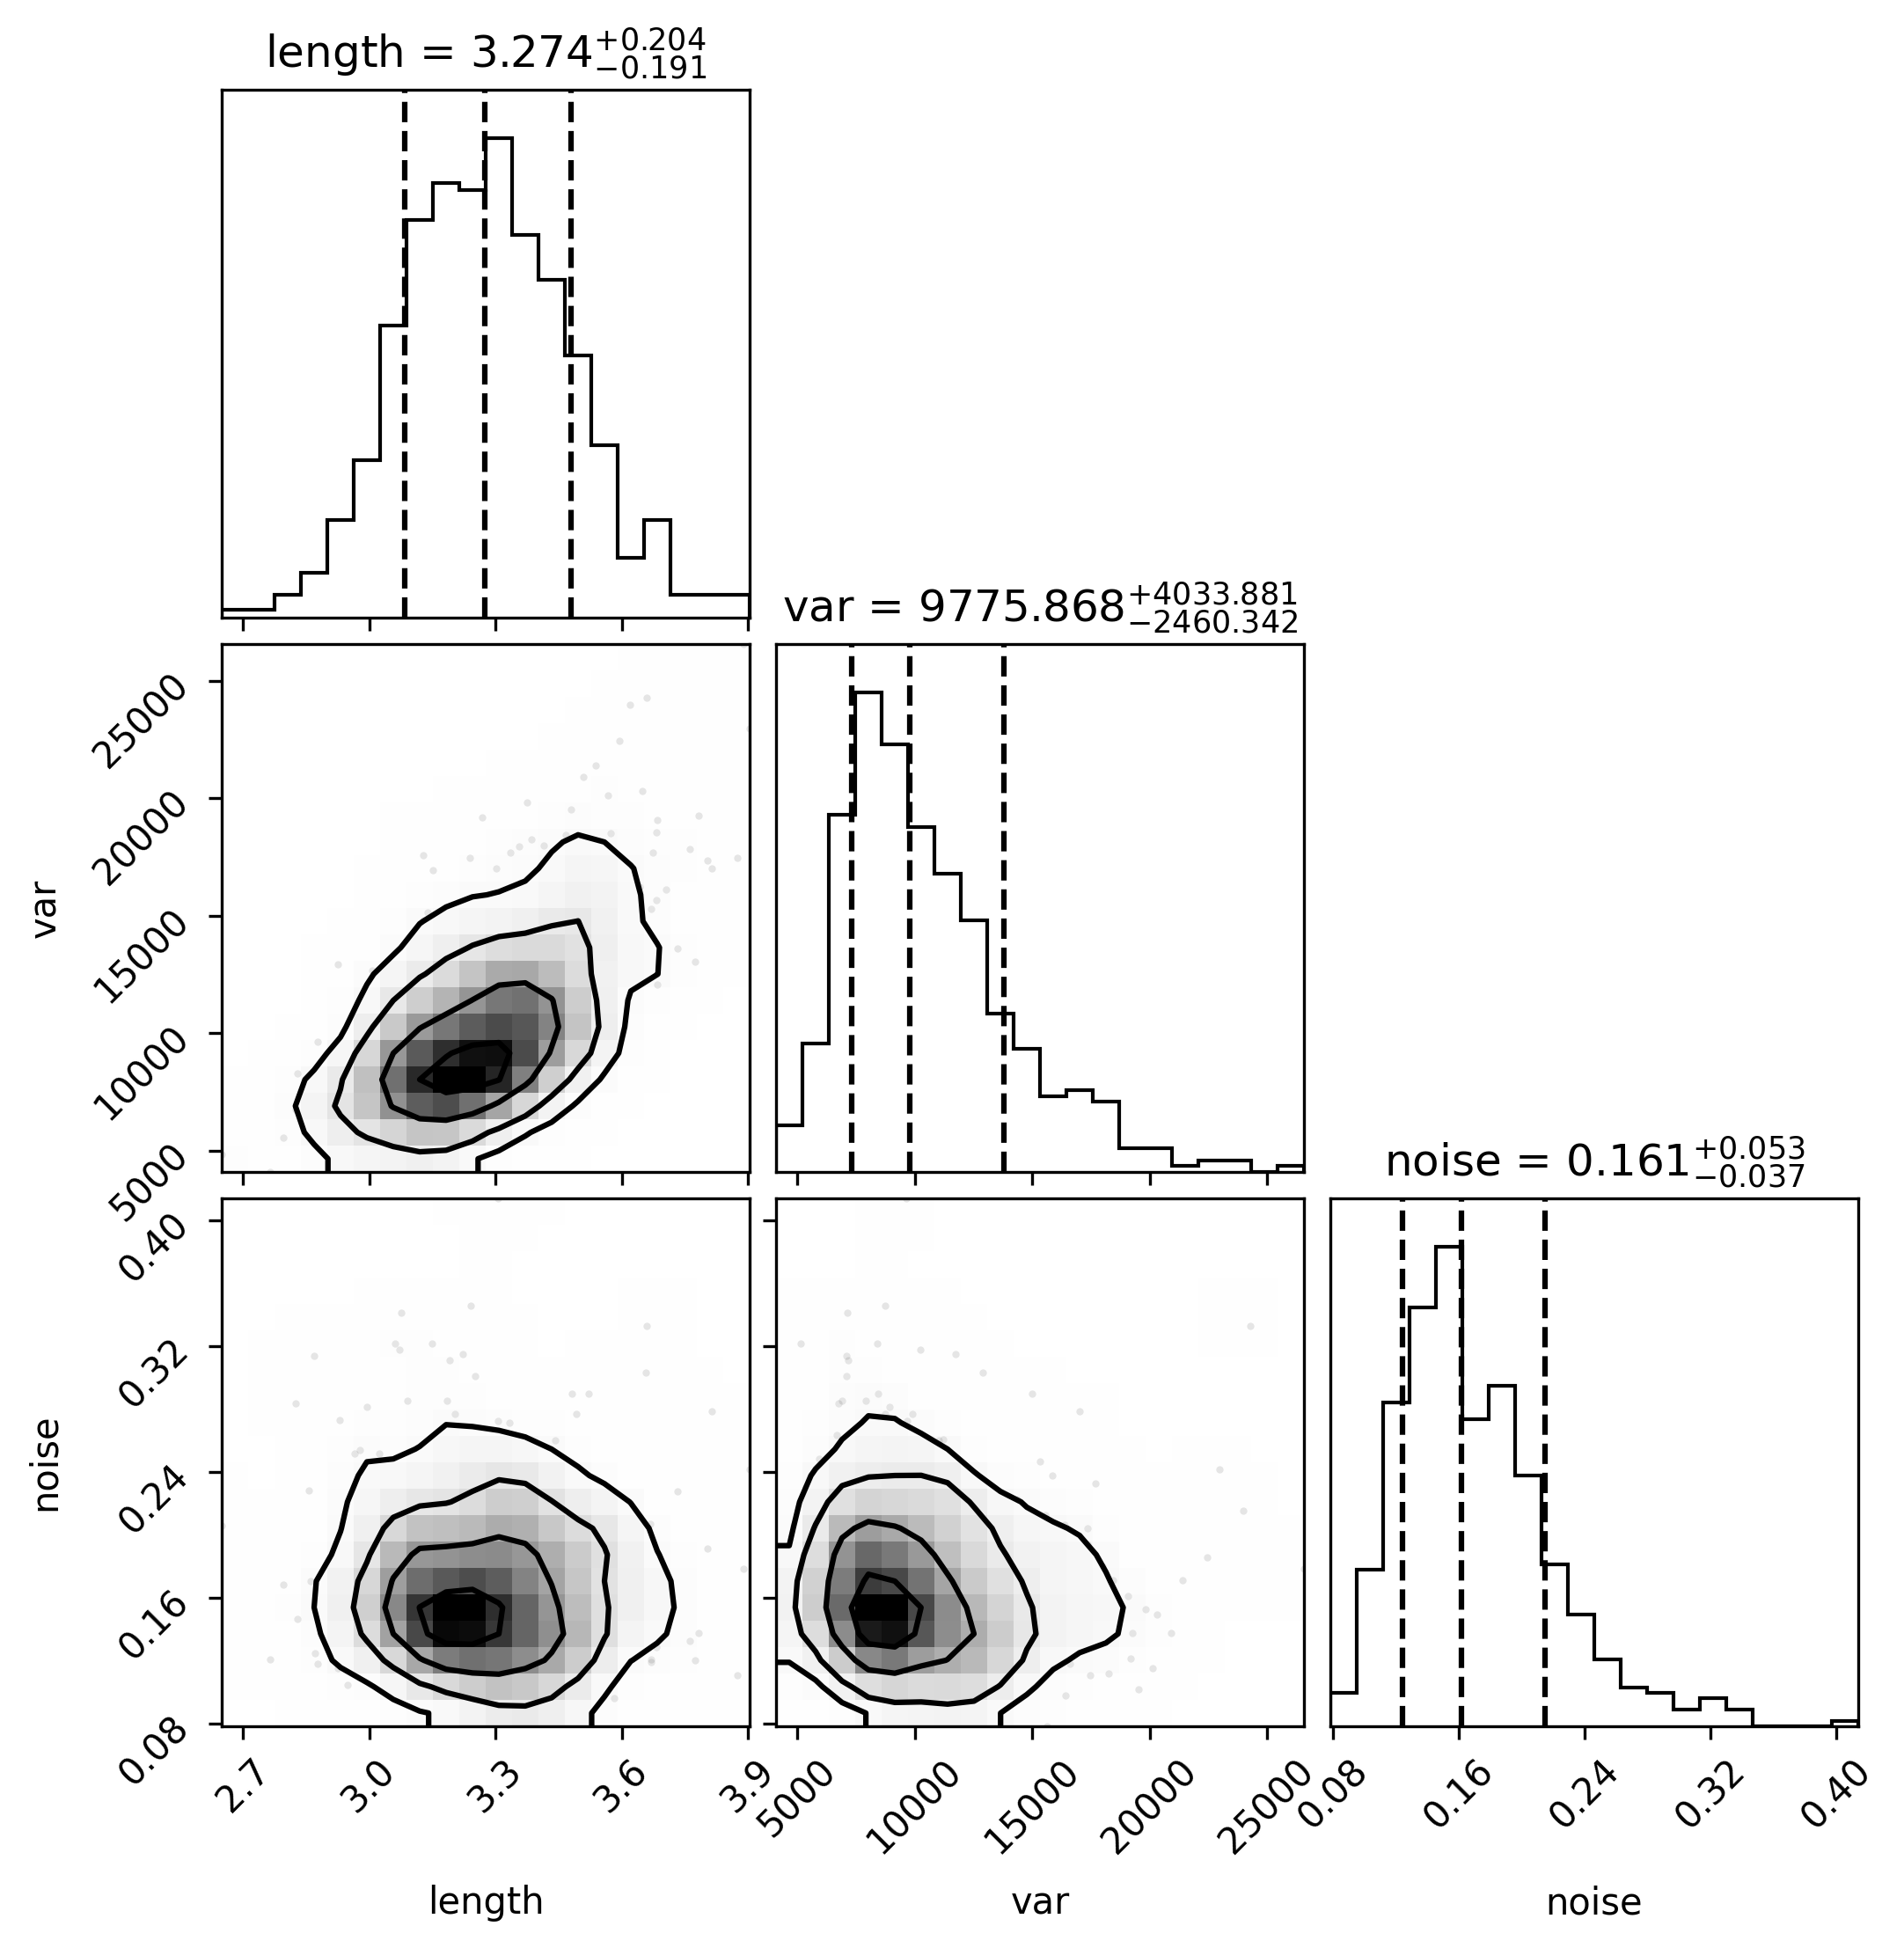 length = 3.274+0.204−0.191
var = 9775.868+4033.881−2460.342
25000
20000
15000
10000
5000
var
noise = 0.161+0.053−0.037
0.40
0.32
0.24
0.16
0.08
noise
2.7 3.0 3.3 3.6 3.9
5000 10000 15000 20000 25000
0.08 0.16 0.24 0.32 0.40
length
var
noise